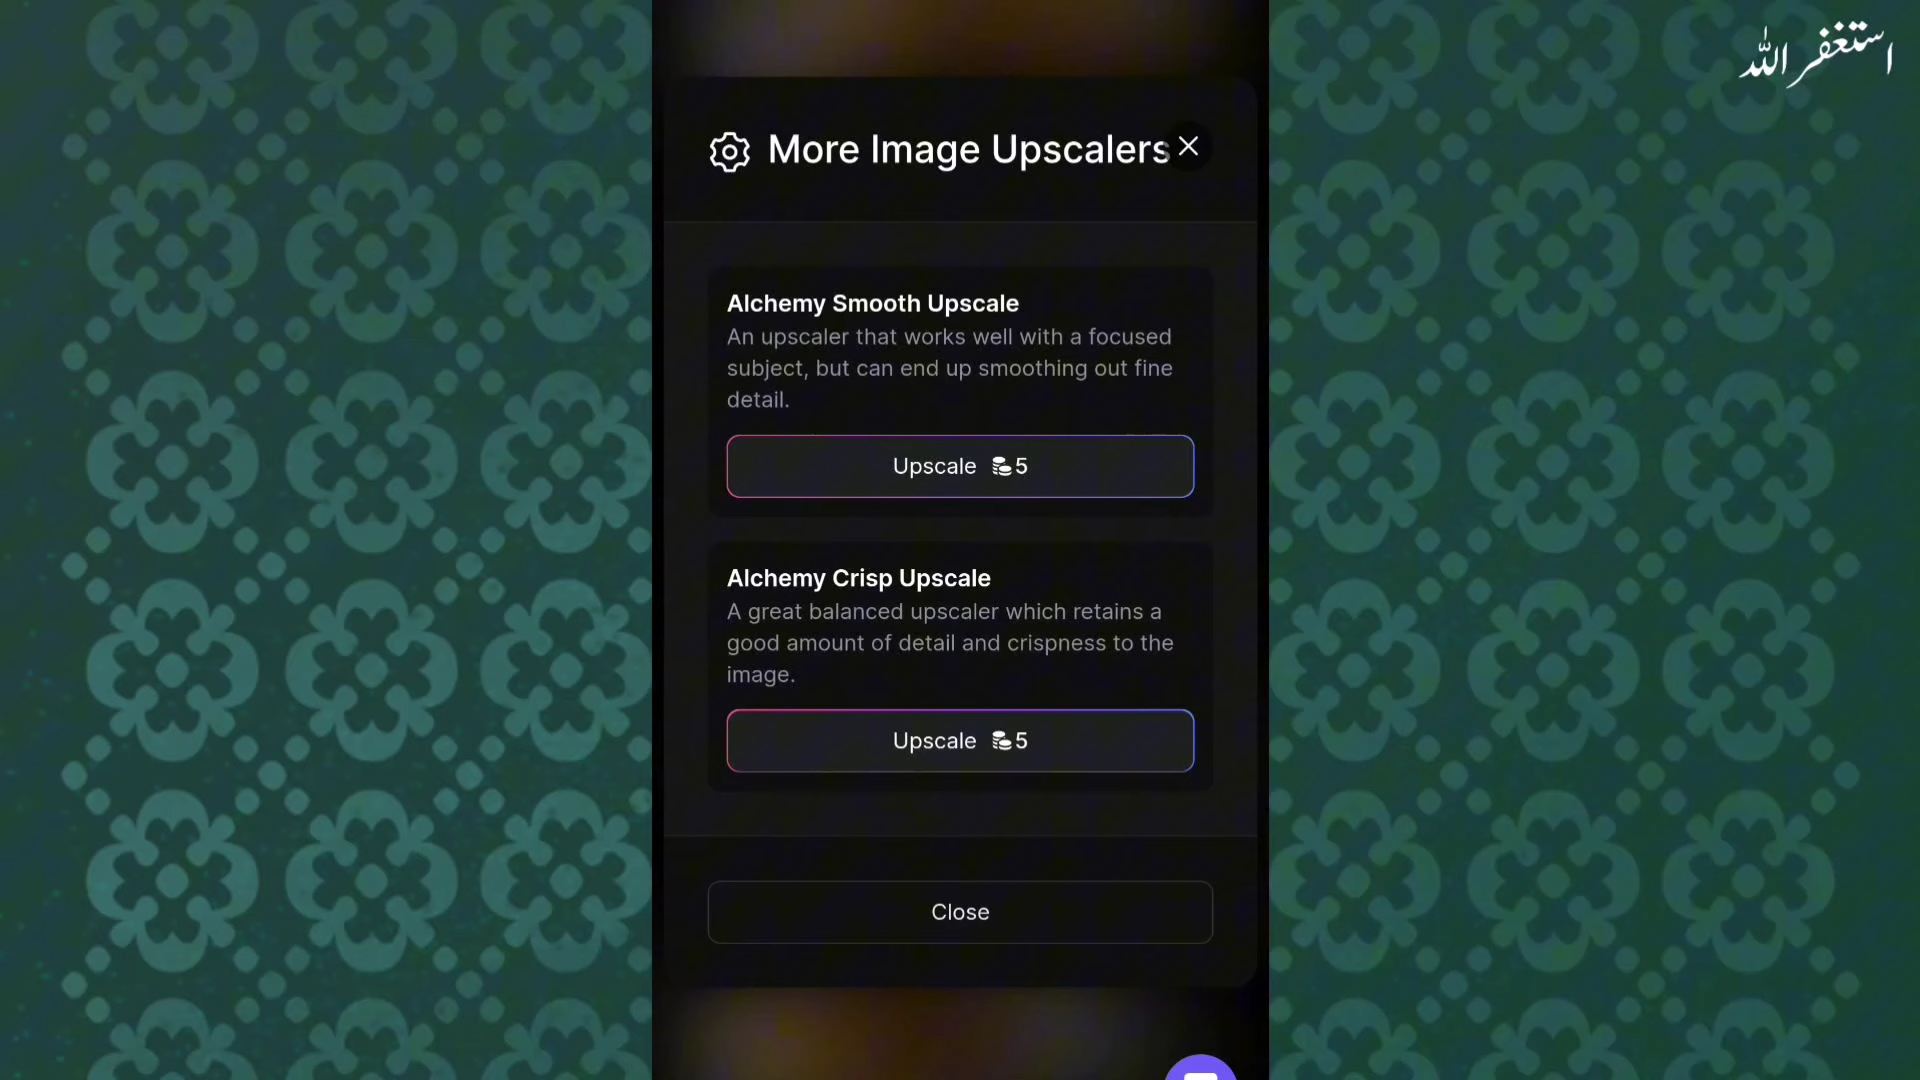 استغفر الله
More Image Upscalers
Alchemy Smooth Upscale
An upscaler that works well with a focused
subject, but can end up smoothing out fine
detail.
Upscale 5
Alchemy Crisp Upscale
A great balanced upscaler which retains a
good amount of detail and crispness to the
image.
Upscale 5
Close